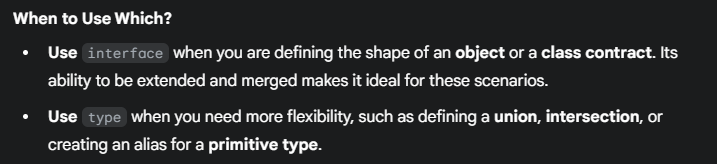 When to Use Which?
• Use interface when you are defining the shape of an object or a class contract. Its
ability to be extended and merged makes it ideal for these scenarios.
• Use type when you need more flexibility, such as defining a union, intersection, or
creating an alias for a primitive type.